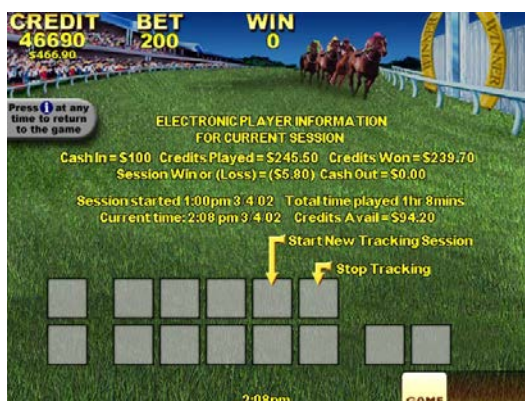 CREDIT BET WIN
46690 200 0
$466.90
WINNER
Press i at any
time to return
to the game
ELECTRONIC PLAYER INFORMATION
FOR CURRENT SESSION
Cash In = $100 Credits Played = $245.50 Credits Won = $239.70
Session Win or (Loss) = ($5.80) Cash Out = $0.00
Session started 1:00pm 3 4 02 Total time played 1hr 8mins
Current time: 2:08 pm 3 4 02 Credits Avail = $94.20
Start New Tracking Session
Stop Tracking
2:08pm
GAME